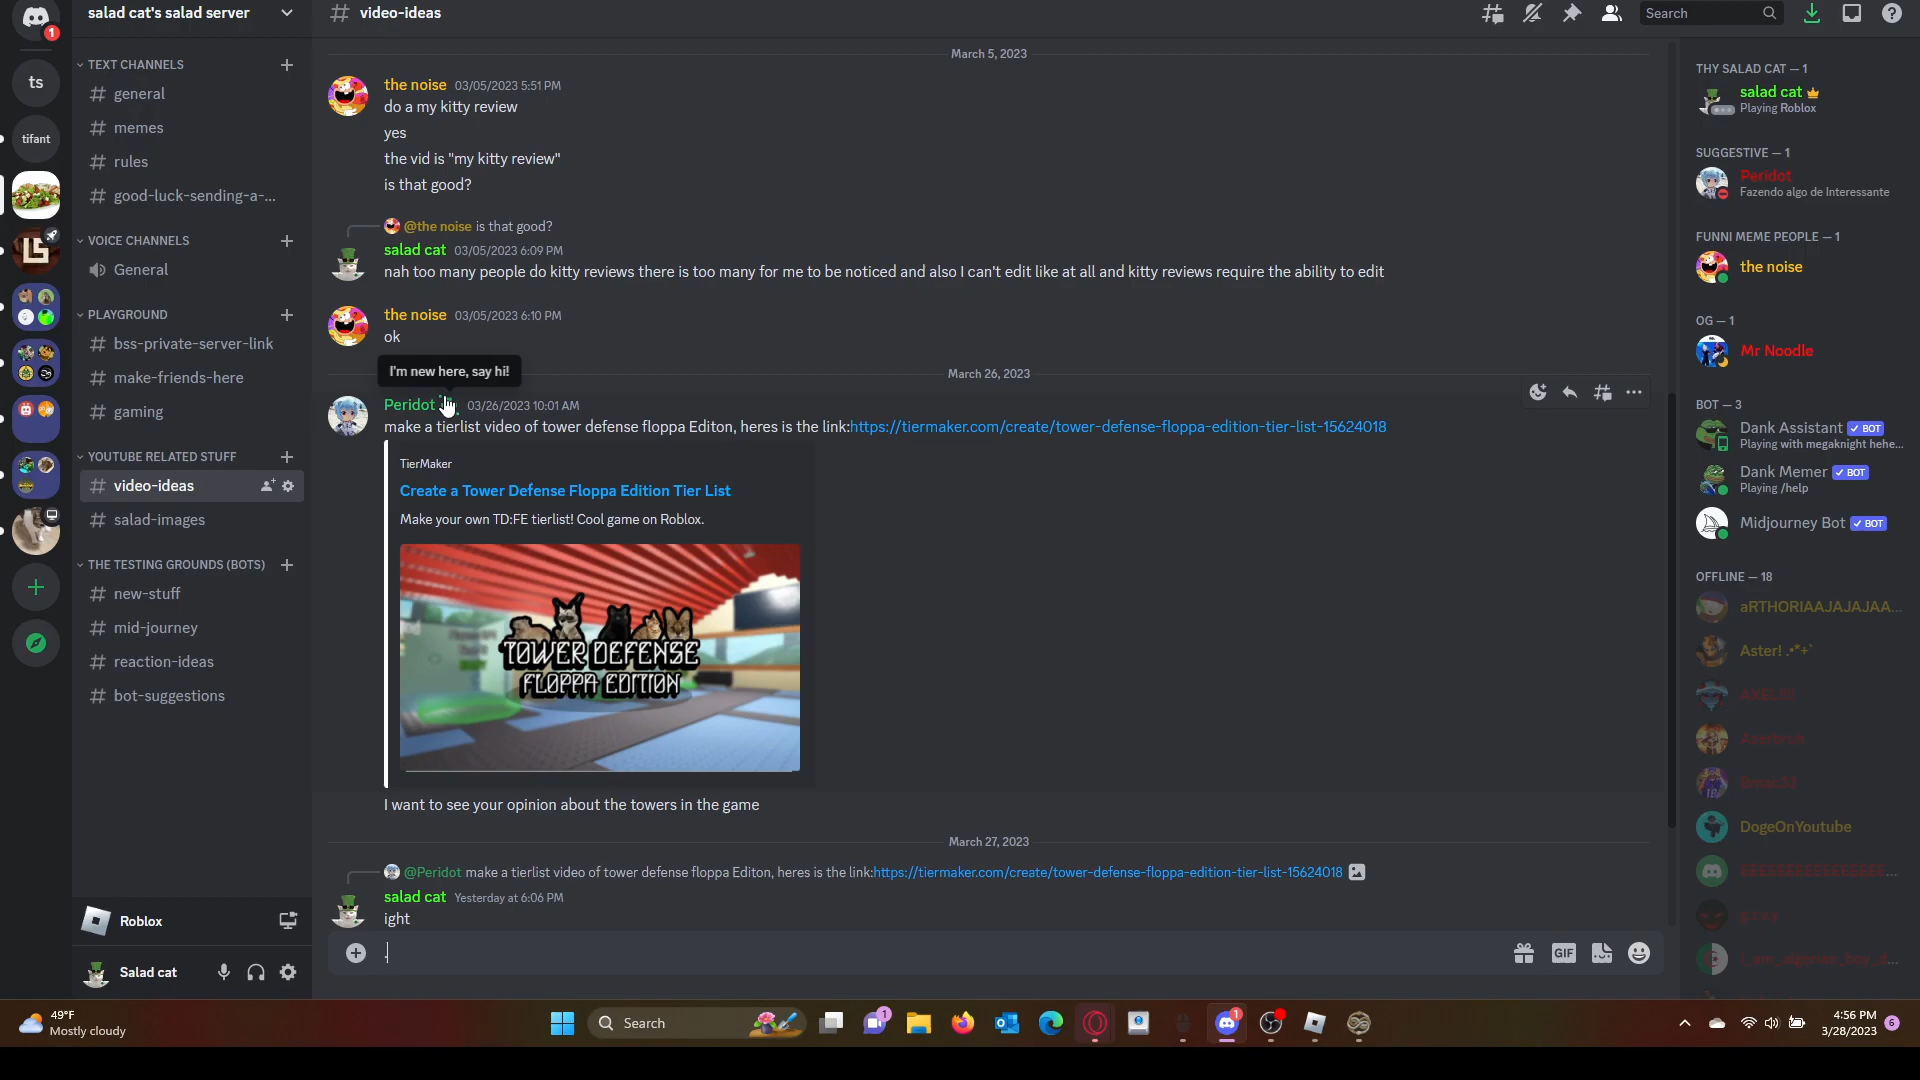 salad cat's salad server
# video-ideas
Search
1
ts
tifant
TEXT CHANNELS
# general
# memes
# rules
# good-luck-sending-a-...
VOICE CHANNELS
General
PLAYGROUND
# bss-private-server-link
# make-friends-here
# gaming
YOUTUBE RELATED STUFF
# video-ideas
# salad-images
THE TESTING GROUNDS (BOTS)
# new-stuff
# mid-journey
# reaction-ideas
# bot-suggestions
Roblox
Salad cat
March 5, 2023
the noise 03/05/2023 5:51 PM
do a my kitty review
yes
the vid is "my kitty review"
is that good?
@the noise is that good?
salad cat 03/05/2023 6:09 PM
nah too many people do kitty reviews there is too many for me to be noticed and also I can't edit like at all and kitty reviews require the ability to edit
the noise 03/05/2023 6:10 PM
ok
I'm new here, say hi!
March 26, 2023
Peridot 03/26/2023 10:01 AM
make a tierlist video of tower defense floppa Editon, heres is the link:https://tiermaker.com/create/tower-defense-floppa-edition-tier-list-15624018
TierMaker
Create a Tower Defense Floppa Edition Tier List
Make your own TD:FE tierlist! Cool game on Roblox.
TOWER DEFENSE
FLOPPA EDITION
I want to see your opinion about the towers in the game
March 27, 2023
@Peridot make a tierlist video of tower defense floppa Editon, heres is the link:https://tiermaker.com/create/tower-defense-floppa-edition-tier-list-15624018
salad cat Yesterday at 6:06 PM
ight
.
GIF
THY SALAD CAT — 1
salad cat
Playing Roblox
SUGGESTIVE — 1
Peridot
Fazendo algo de Interessante
FUNNI MEME PEOPLE — 1
the noise
OG — 1
Mr Noodle
BOT — 3
Dank Assistant BOT
Playing with megaknight hehe...
Dank Memer BOT
Playing /help
Midjourney Bot BOT
OFFLINE — 18
aRTHORIAAJAJAJAA...
Aster! .•*+`
DogeOnYoutube
49°F
Mostly cloudy
Search
1
1
4:56 PM
3/28/2023
6